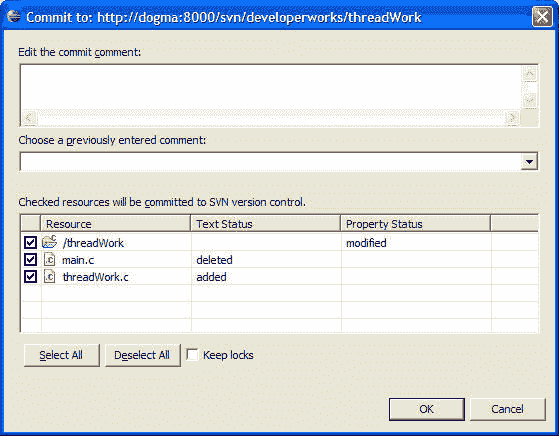 Commit to: http://dogma:8000/svn/developerworks/threadWork
Edit the commit comment:
Choose a previously entered comment:
Checked resources will be committed to SVN version control.
Resource Text Status Property Status
/threadWork modified
main.c deleted
threadWork.c added
Select All Deselect All Keep locks
OK Cancel